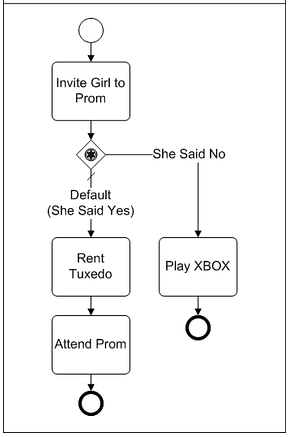 Invite Girl to
Prom
She Said No
Default
(She Said Yes)
Rent
Tuxedo
Play XBOX
Attend Prom